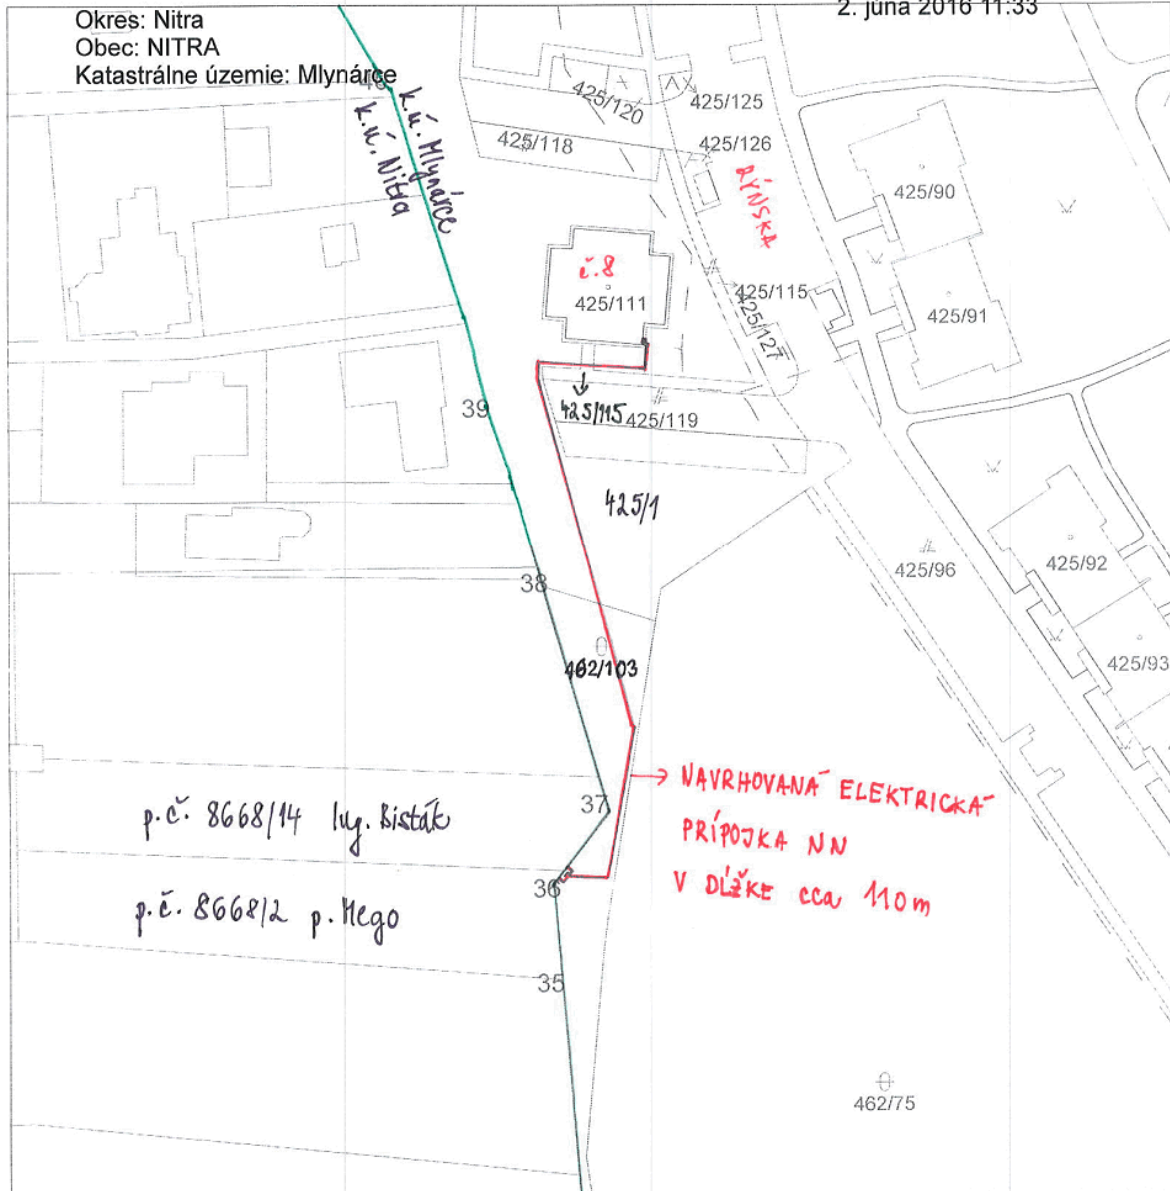 Okres: Nitra
Obec: NITRA
Katastrálne územie: Mlynárce
2. júna 2016 11:33
k.ú. Mlynárce
k.ú. Nitra
425/120
425/125
425/118
425/126
RÝNSKA
425/90
č.8
425/111
425/115
425/127
425/91
39
425/115
425/119
425/1
38
425/96
425/92
462/103
425/93
37
NAVRHOVANÁ ELEKTRICKÁ
PRÍPOJKA NN
V DĹŽKE cca 110m
p.č. 8668/14 Ing. Bisták
36
p.č. 8668/2 p. Mego
35
462/75